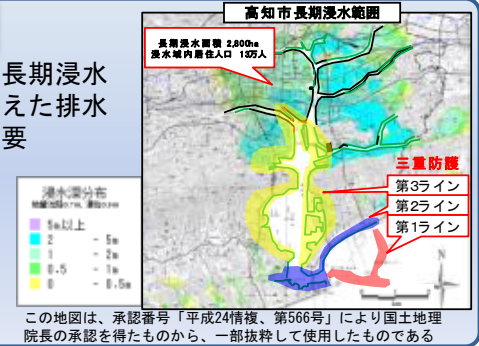 高知市長期浸水範囲
長期浸水面積 2,800ha
浸水域内居住人口 13万人
長期浸水
えた排水
要
三重防護
第3ライン
第2ライン
第1ライン
浸水深分布
5m以上
2 - 5m
1 - 2m
0.5 - 1m
0 - 0.5m
N
この地図は、承認番号「平成24情複、第566号」により国土地理
院長の承認を得たものから、一部抜粋して使用したものである